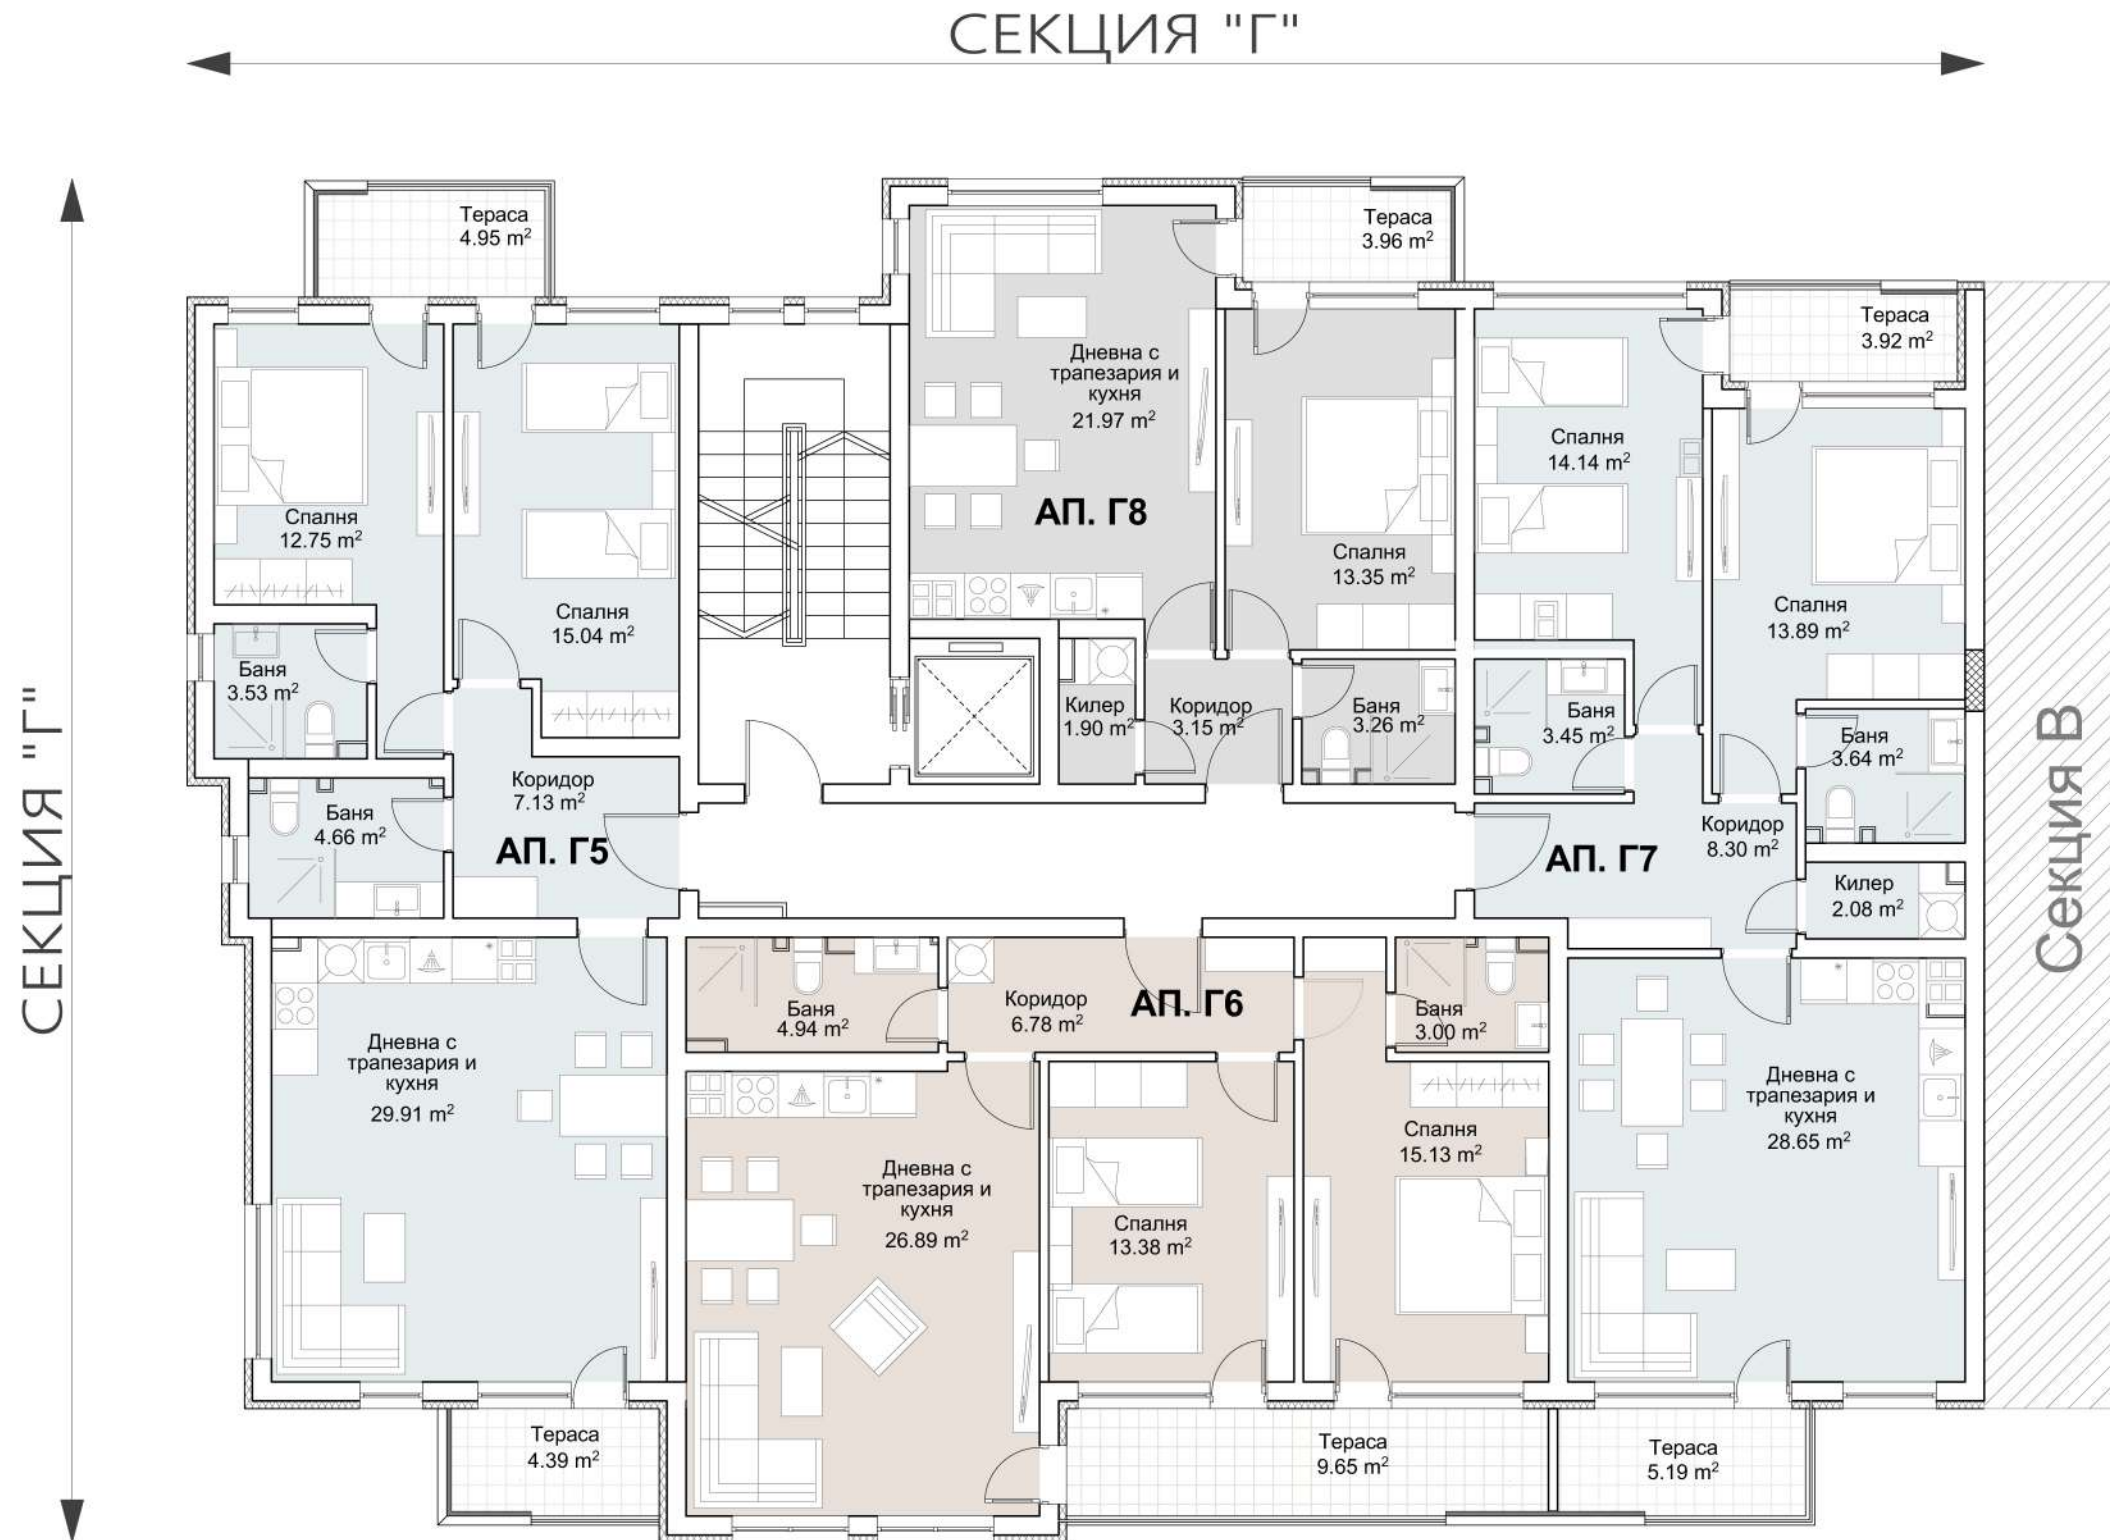 СЕКЦИЯ "Г"
СЕКЦИЯ "Г"
Секция В
Тераса
4.95 m²
Тераса
3.96 m²
Тераса
3.92 m²
Спалня
12.75 m²
Спалня
15.04 m²
Дневна с
трапезария и
кухня
21.97 m²
АП. Г8
Спалня
13.35 m²
Спалня
14.14 m²
Спалня
13.89 m²
Баня
3.53 m²
Килер
1.90 m²
Коридор
3.15 m²
Баня
3.26 m²
Баня
3.45 m²
Баня
3.64 m²
Баня
4.66 m²
Коридор
7.13 m²
АП. Г5
АП. Г7
Коридор
8.30 m²
Килер
2.08 m²
Баня
4.94 m²
Коридор
6.78 m²
АП. Г6
Баня
3.00 m²
Дневна с
трапезария и
кухня
29.91 m²
Дневна с
трапезария и
кухня
26.89 m²
Спалня
13.38 m²
Спалня
15.13 m²
Дневна с
трапезария и
кухня
28.65 m²
Тераса
4.39 m²
Тераса
9.65 m²
Тераса
5.19 m²